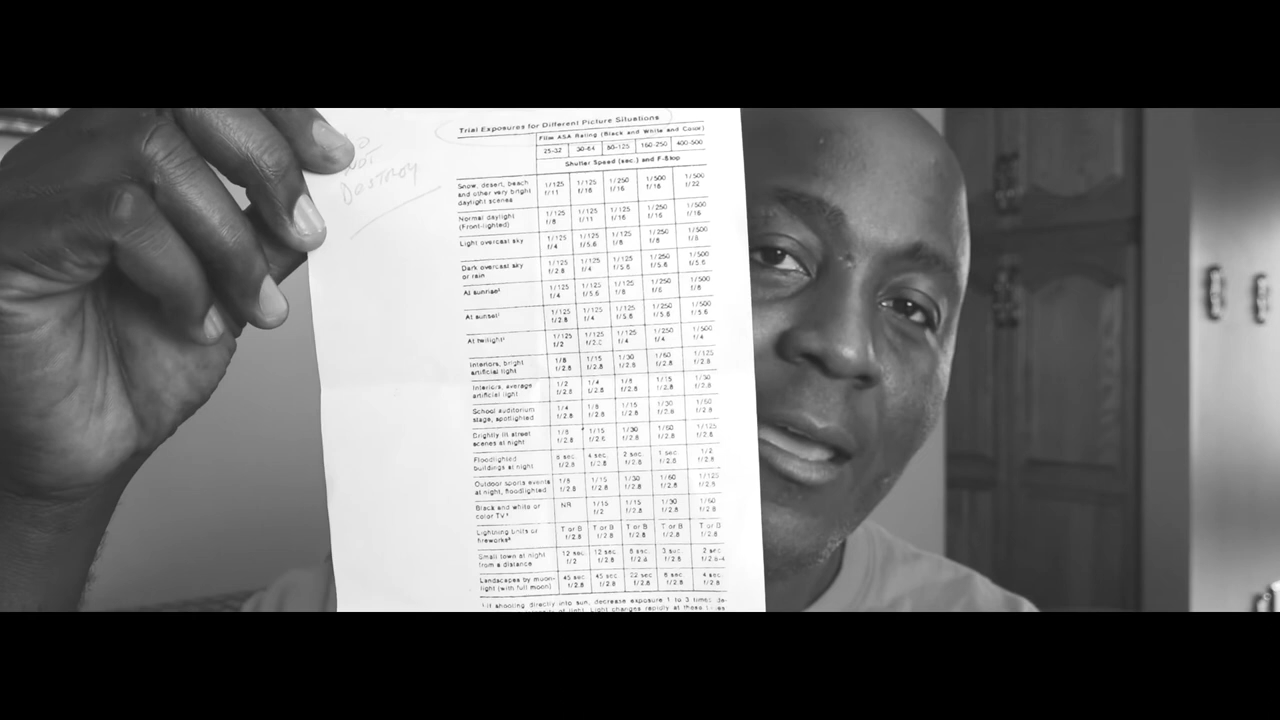 Trial Exposures for Different Picture Situations
Film ASA Rating (Black and White and Color)
25-32 50-64 80-125 160-250 400-500
Shutter Speed (sec.) and F-Stop
NOT
DESTROY
Snow, desert, beach 1/125 1/125 1/250 1/500 1/500
and other very bright f/11 f/16 f/16 f/16 f/22
daylight scenes
Normal daylight 1/125 1/125 1/125 1/250 1/500
(Front-lighted) f/8 f/11 f/16 f/16 f/16
Light overcast sky 1/125 1/125 1/125 1/250 1/500
f/4 f/5.6 f/8 f/8 f/8
Dark overcast sky 1/125 1/125 1/125 1/250 1/500
or rain f/2.8 f/4 f/5.6 f/5.6 f/5.6
At sunrise¹ 1/125 1/125 1/125 1/250 1/500
f/4 f/5.6 f/8 f/8
At sunset¹ 1/125 1/125 1/125 1/250 1/500
f/2.8 f/4 f/5.6 f/5.6 f/5.6
At twilight¹ 1/125 1/125 1/125 1/250 1/500
f/2 f/4 f/4 f/4
Interiors, bright 1/8 1/15 1/30 1/60 1/125
artificial light f/2.8 f/2.8 f/2.8 f/2.8 f/2.8
Interiors, average 1/2 1/4 1/8 1/15 1/30
artificial light f/2.8 f/2.8 f/2.8 f/2.8 f/2.8
School auditorium 1/4 1/8 1/15 1/30 1/60
stage, spotlighted f/2.8 f/2.8 f/2.8 f/2.8 f/2.8
Brightly lit street 1/8 1/15 1/30 1/60 1/125
scenes at night f/2.8 f/2.8 f/2.8 f/2.8 f/2.8
Floodlighted sec. 4 sec. 2 sec. 1 sec. 1/2
buildings at night f/2.8 f/2.8 f/2.8 f/2.8 f/2.8
Outdoor sports events 1/8 1/15 1/30 1/60 1/125
at night, floodlighted f/2.8 f/2.8 f/2.8 f/2.8 f/2.8
Black and white or NR 1/15 1/15 1/30 1/60
color TV f/2 f/2.8 f/2.8 f/2.8
Lightning units or T or B T or B T or B T or B T or B
fireworks f/2.8 f/2.8 f/2.8 f/2.8 f/2.8
Small town at night 12 sec. 12 sec. sec. 3 sec. 2 sec
from a distance f/2 f/2.8 f/2.8 f/2.8
Landscapes by moon- 45 sec 45 sec. 22 sec sec. 4 sec.
light (with full moon) f/2.8 f/2.8 f/2.8 f/2.8 f/2.8
¹If shooting directly into sun, decrease exposure 1 to 3 times de-
of light. Light changes rapidly at these times